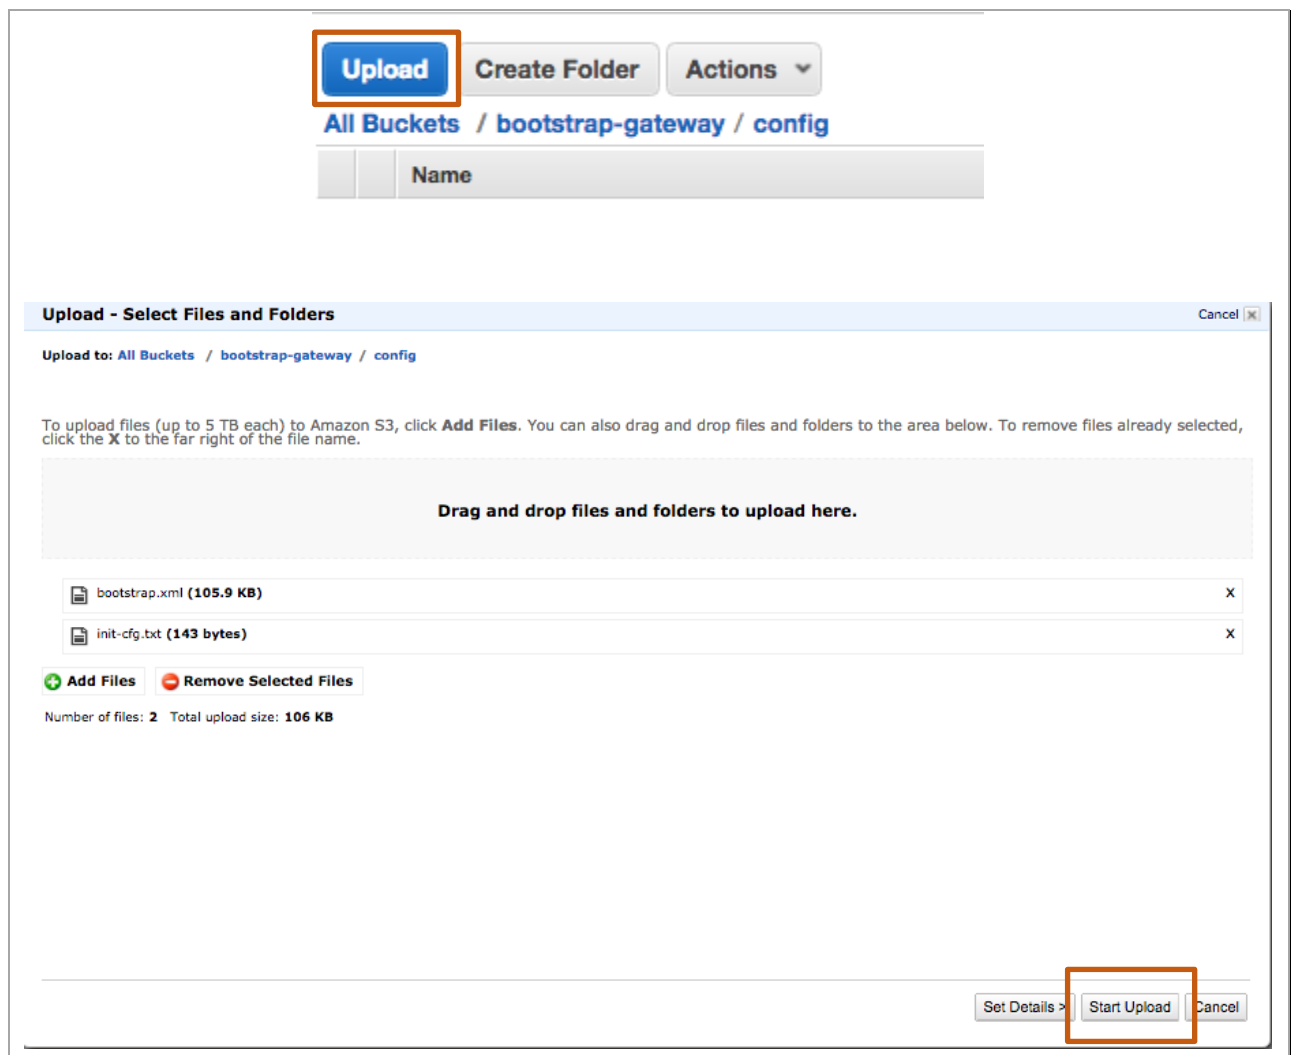 Upload Create Folder Actions
All Buckets / bootstrap-gateway / config
Name
Upload - Select Files and Folders Cancel x
Upload to: All Buckets / bootstrap-gateway / config
To upload files (up to 5 TB each) to Amazon S3, click Add Files. You can also drag and drop files and folders to the area below. To remove files already selected,
click the X to the far right of the file name.
Drag and drop files and folders to upload here.
bootstrap.xml (105.9 KB) X
init-cfg.txt (143 bytes) X
Add Files Remove Selected Files
Number of files: 2 Total upload size: 106 KB
Set Details > Start Upload Cancel